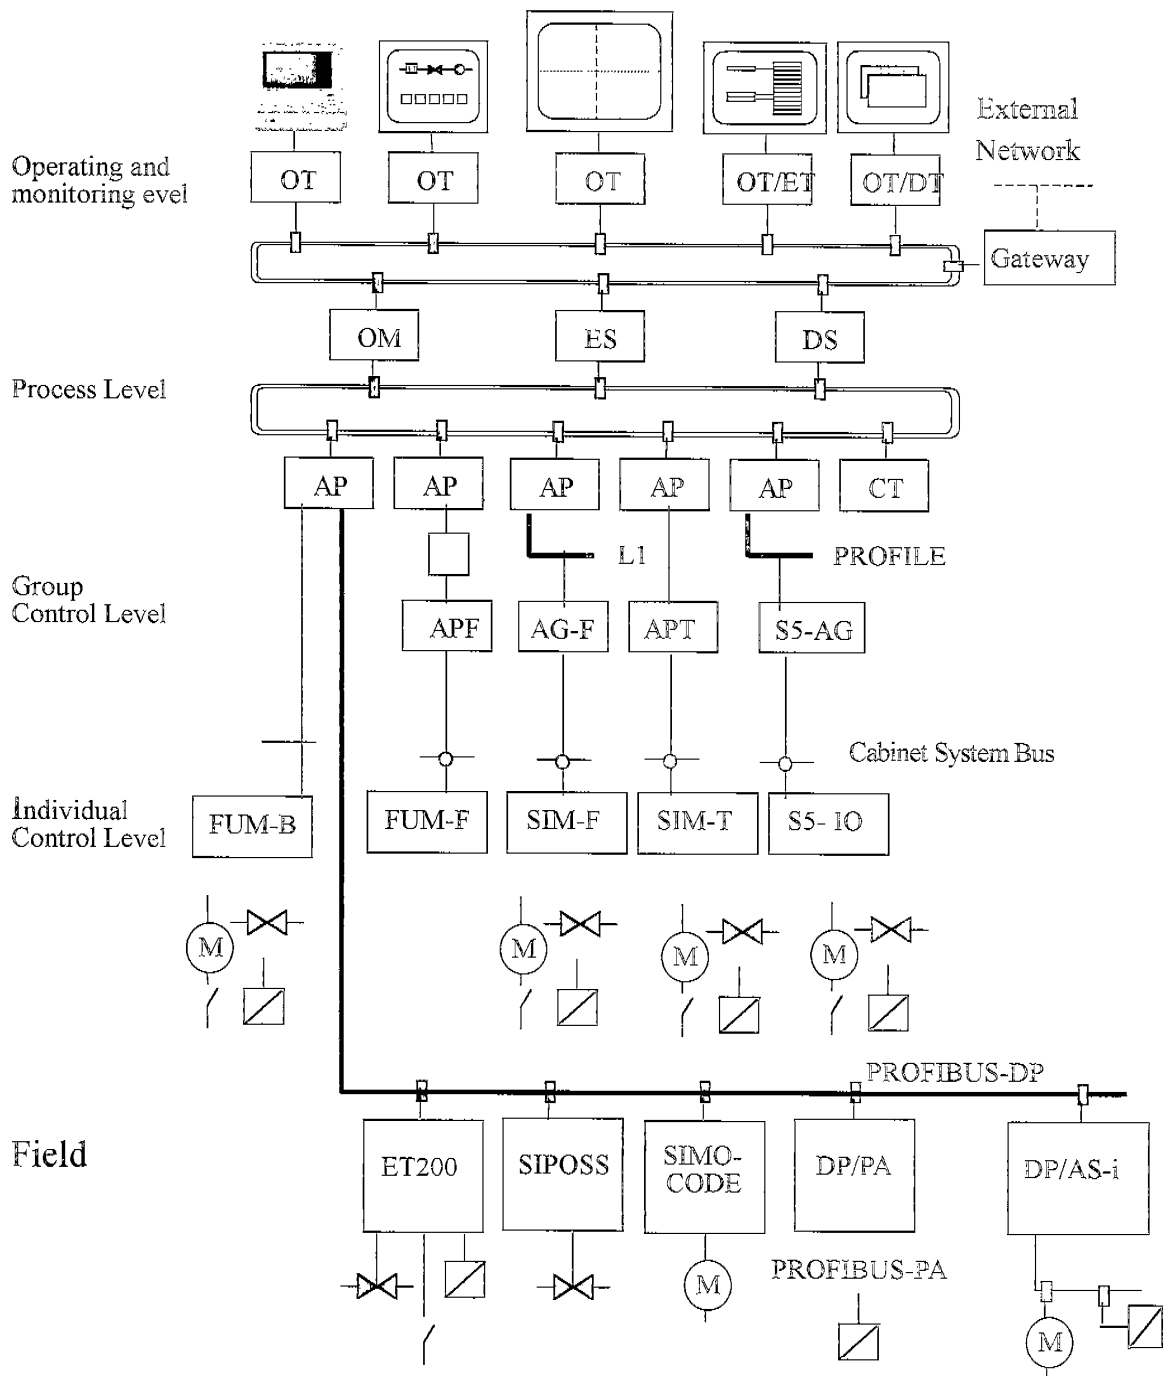 External
Network
Operating and
monitoring evel
OT
OT
OT
OT/ET
OT/DT
Gateway
OM
ES
DS
Process Level
AP
AP
AP
AP
AP
CT
L1
PROFILE
Group
Control Level
APF
AG-F
APT
S5-AG
Cabinet System Bus
Individual
Control Level
FUM-B
FUM-F
SIM-F
SIM-T
S5- IO
M
M
M
M
PROFIBUS-DP
Field
ET200
SIPOSS
SIMO-
CODE
DP/PA
DP/AS-i
M
PROFIBUS-PA
M